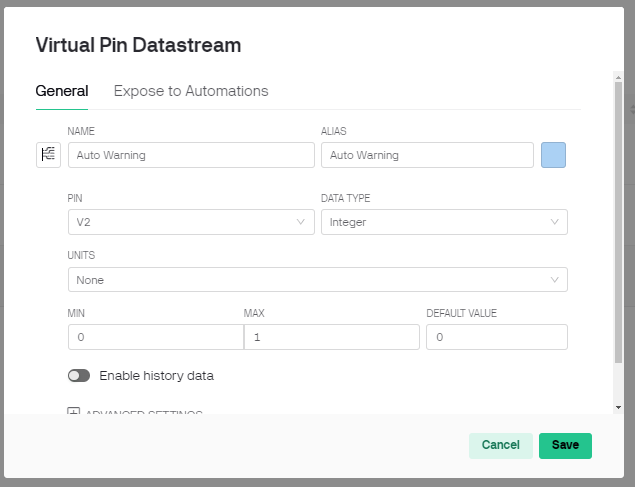 Virtual Pin Datastream
General Expose to Automations
NAME ALIAS
Auto Warning Auto Warning
PIN DATA TYPE
V2 Integer
UNITS
None
MIN MAX DEFAULT VALUE
0 1 0
Enable history data
ADVANCED SETTINGS
Cancel Save